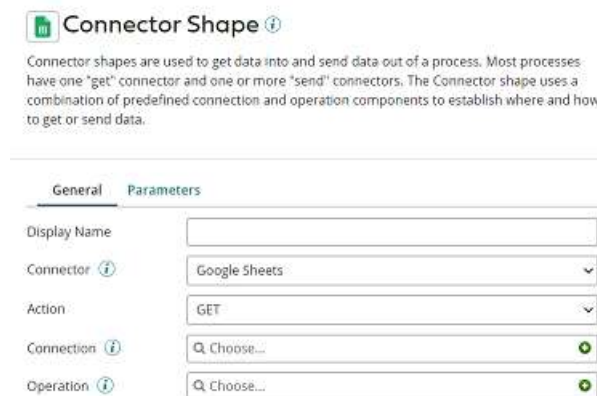 Connector Shape
Connector shapes are used to get data into and send data out of a process. Most processes
have one "get" connector and one or more "send" connectors. The Connector shape uses a
combination of predefined connection and operation components to establish where and how
to get or send data.
General Parameters
Display Name
Connector Google Sheets
Action GET
Connection Choose...
Operation Choose...